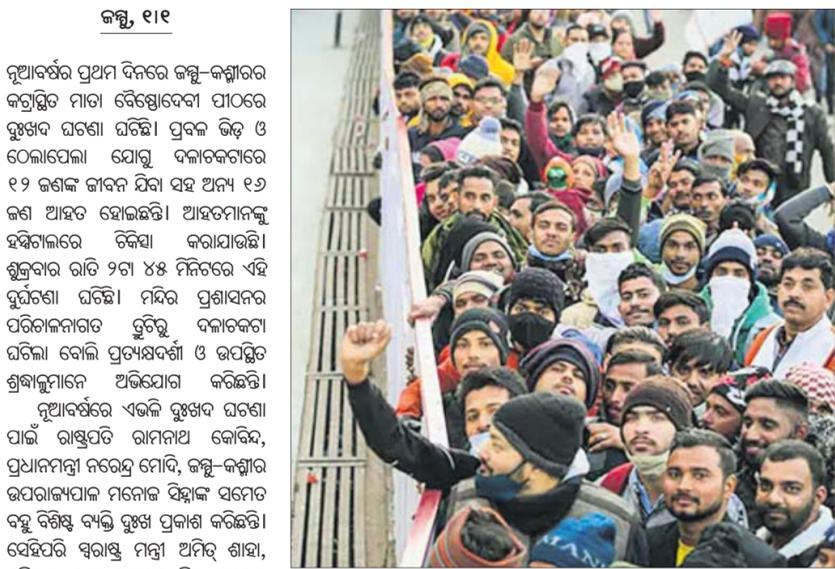 ଜମ୍ମୁ, ୧।୧
ନୂଆବର୍ଷର ପ୍ରଥମ ଦିନରେ ଜମ୍ମୁ-କଶ୍ମୀରର
କଟ୍ରାସ୍ଥିତ ମାତା ବୈଷ୍ଣୋଦେବୀ ପୀଠରେ
ଦୁଃଖଦ ଘଟଣା ଘଟିଛି। ପ୍ରବଳ ଭିଡ଼ ଓ
ଠେଲାପେଲା ଯୋଗୁ ଦଳାଚକଟାରେ
୧୨ ଜଣଙ୍କ ଜୀବନ ଯିବା ସହ ଅନ୍ୟ ୧୬
ଜଣ ଆହତ ହୋଇଛନ୍ତି। ଆହତମାନଙ୍କୁ
ହସ୍ପିଟାଲରେ ଚିକିତ୍ସା କରାଯାଉଛି।
ଶୁକ୍ରବାର ରାତି ୨ଟା ୪୫ ମିନିଟରେ ଏହି
ଦୁର୍ଘଟଣା ଘଟିଛି। ମନ୍ଦିର ପ୍ରଶାସନର
ପରିଚାଳନାଗତ ତ୍ରୁଟିରୁ ଦଳାଚକଟା
ଘଟିଲା ବୋଲି ପ୍ରତ୍ୟକ୍ଷଦର୍ଶୀ ଓ ଉପସ୍ଥିତ
ଶ୍ରଦ୍ଧାଳୁମାନେ ଅଭିଯୋଗ କରିଛନ୍ତି।
ନୂଆବର୍ଷରେ ଏଭଳି ଦୁଃଖଦ ଘଟଣା
ପାଇଁ ରାଷ୍ଟ୍ରପତି ରାମନାଥ କୋବିନ୍ଦ,
ପ୍ରଧାନମନ୍ତ୍ରୀ ନରେନ୍ଦ୍ର ମୋଦି, ଜମ୍ମୁ-କଶ୍ମୀର
ଉପରାଜ୍ୟପାଳ ମନୋଜ ସିହ୍ନାଙ୍କ ସମେତ
ବହୁ ବିଶିଷ୍ଟ ବ୍ୟକ୍ତି ଦୁଃଖ ପ୍ରକାଶ କରିଛନ୍ତି।
ସେହିପରି ସ୍ୱରାଷ୍ଟ୍ର ମନ୍ତ୍ରୀ ଅମିତ୍ ଶାହା,